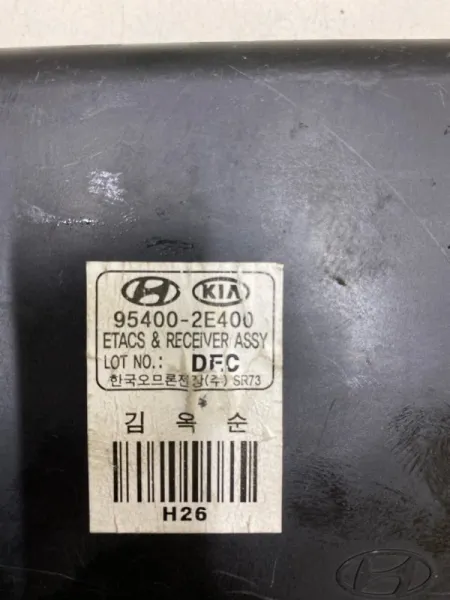 KIA
95400-2E400
ETACS & RECEIVER ASSY
LOT NO.: DFC
한국오드론전장(주) SR73
김 옥 순
H26